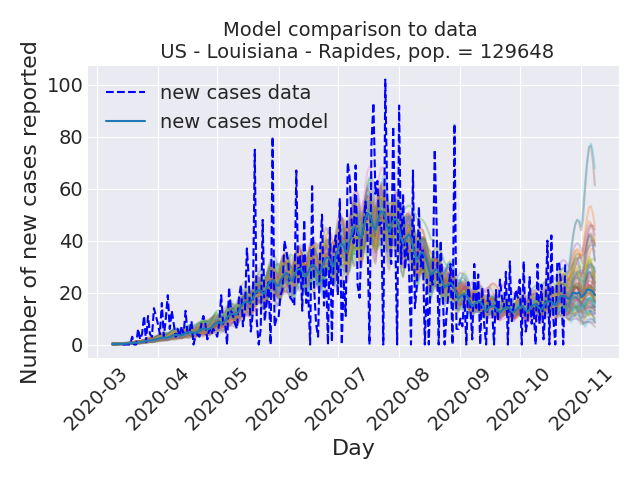 Model comparison to data
US - Louisiana - Rapides, pop. = 129648
Number of new cases reported
100
80
60
40
20
0
new cases data
new cases model
2020-03
2020-04
2020-05
2020-06
2020-07
2020-08
2020-09
2020-10
2020-11
Day